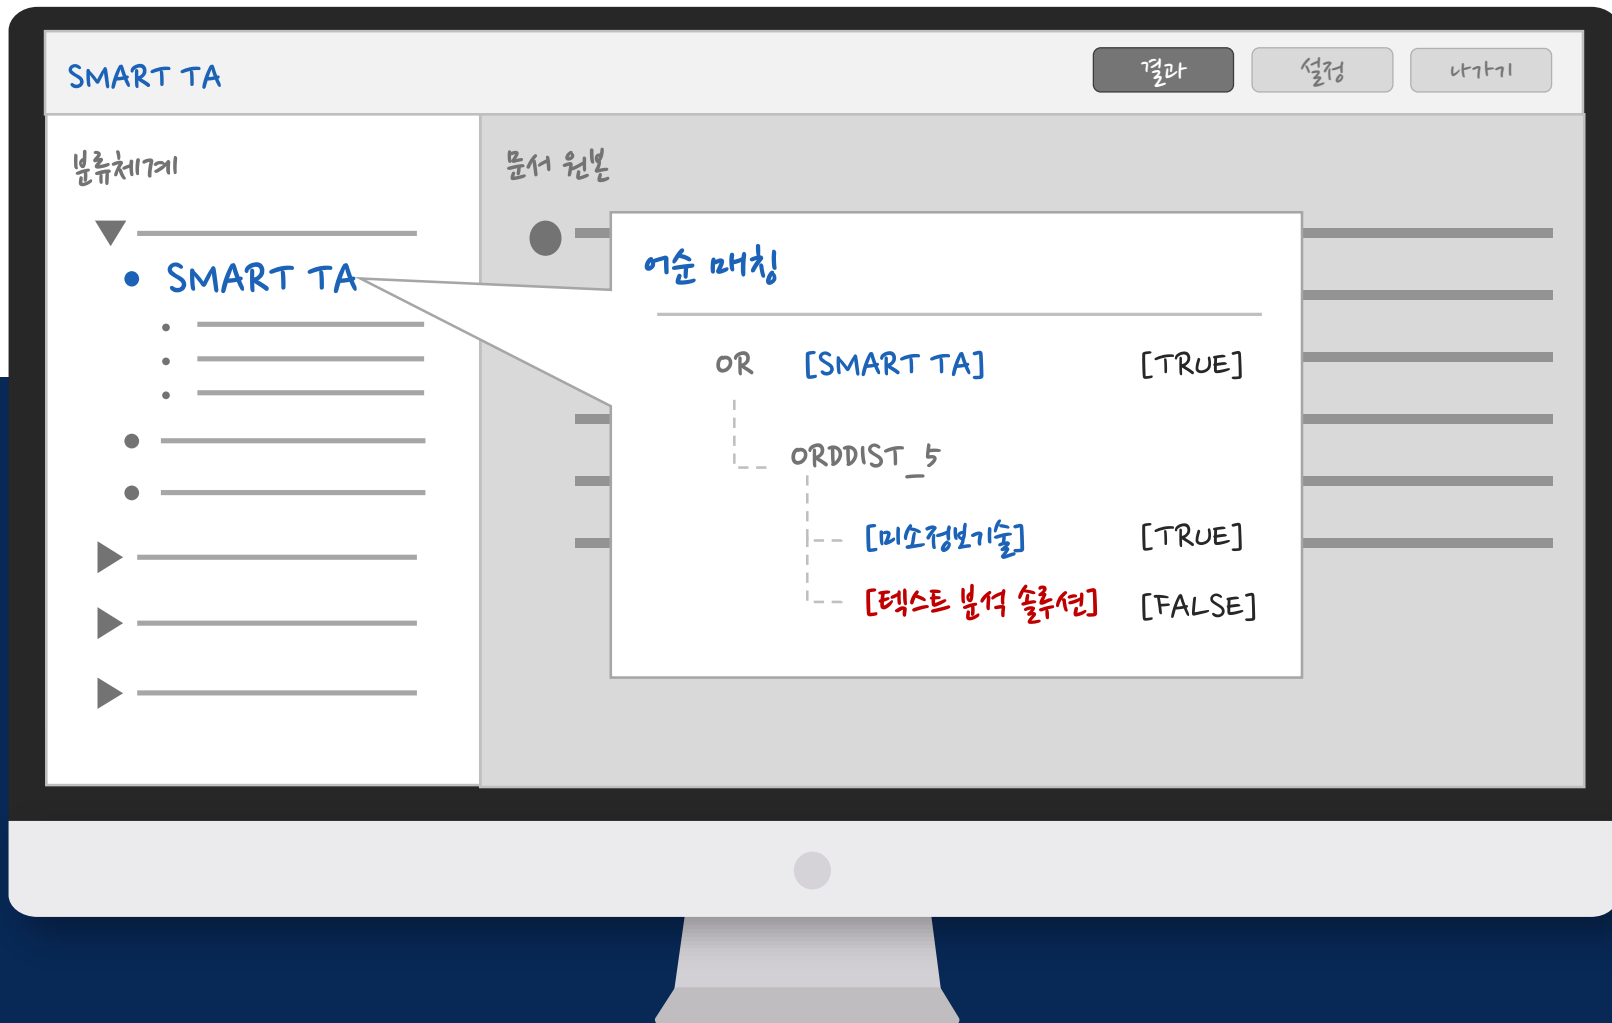 SMART TA
결과
설정
나가기
분류체계
SMART TA
문서 원본
어순 매칭
OR [SMART TA] [TRUE]
ORDDIST_5
[미소정보기술] [TRUE]
[텍스트 분석 솔루션] [FALSE]